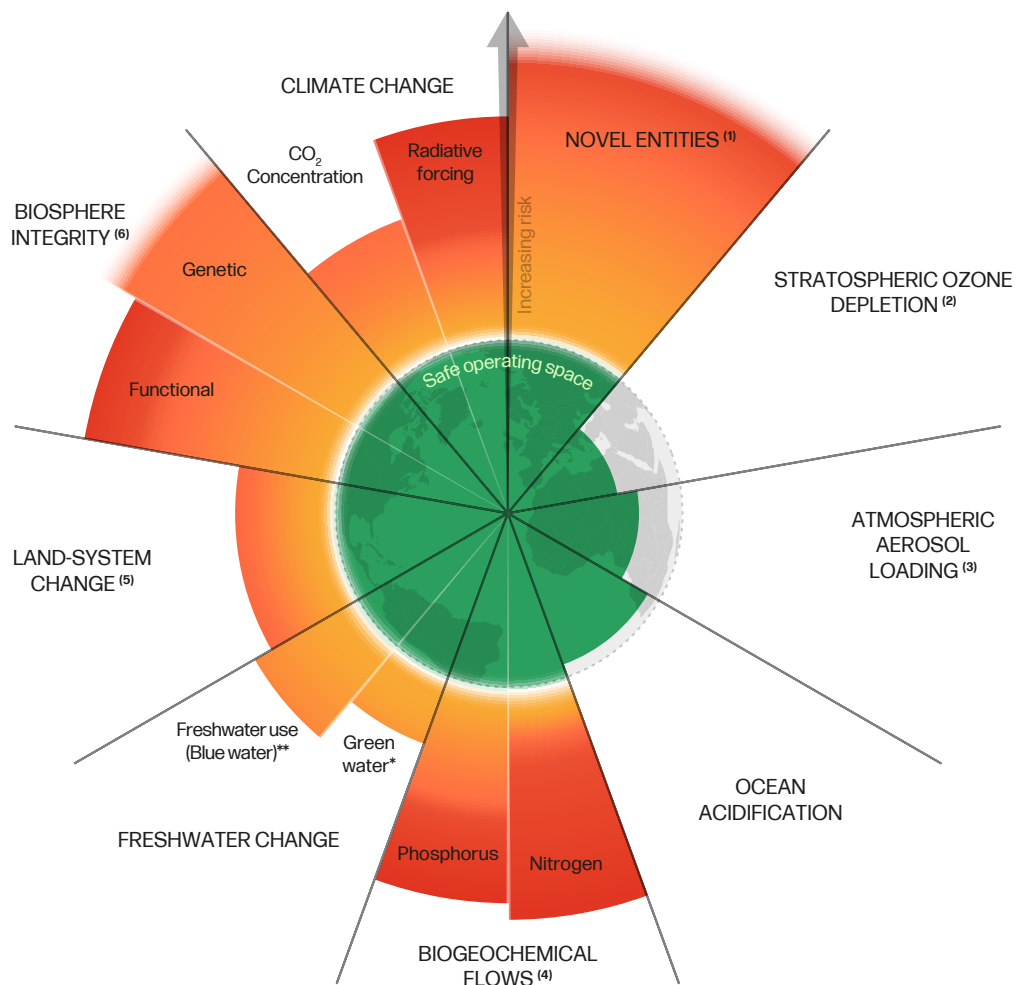 CLIMATE CHANGE
CO₂
Concentration
Radiative
forcing
NOVEL ENTITIES (1)
Increasing risk
BIOSPHERE
INTEGRITY (6)
Genetic
Functional
STRATOSPHERIC OZONE
DEPLETION (2)
Safe operating space
ATMOSPHERIC
AEROSOL
LOADING (3)
LAND-SYSTEM
CHANGE (5)
Freshwater use
(Blue water)**
Green
water*
FRESHWATER CHANGE
OCEAN
ACIDIFICATION
Phosphorus
Nitrogen
BIOGEOCHEMICAL
FLOWS (4)